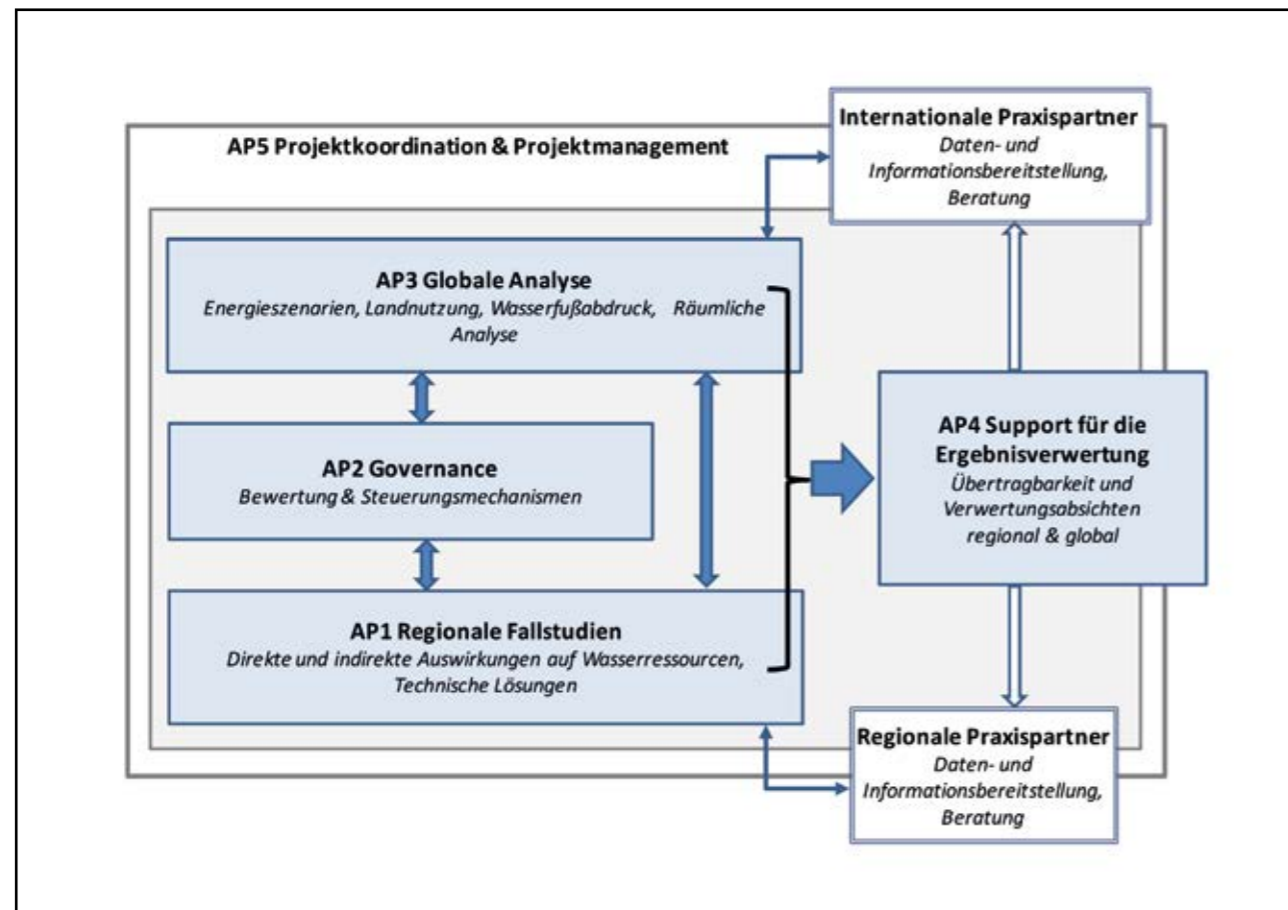 AP5 Projektkoordination & Projektmanagement
Internationale Praxispartner
Daten- und
Informationsbereitstellung,
Beratung
AP3 Globale Analyse
Energieszenarien, Landnutzung, Wasserfußabdruck, Räumliche
Analyse
AP2 Governance
Bewertung & Steuerungsmechanismen
AP1 Regionale Fallstudien
Direkte und indirekte Auswirkungen auf Wasserressourcen,
Technische Lösungen
AP4 Support für die
Ergebnisverwertung
Übertragbarkeit und
Verwertungsabsichten
regional & global
Regionale Praxispartner
Daten- und
Informationsbereitstellung,
Beratung